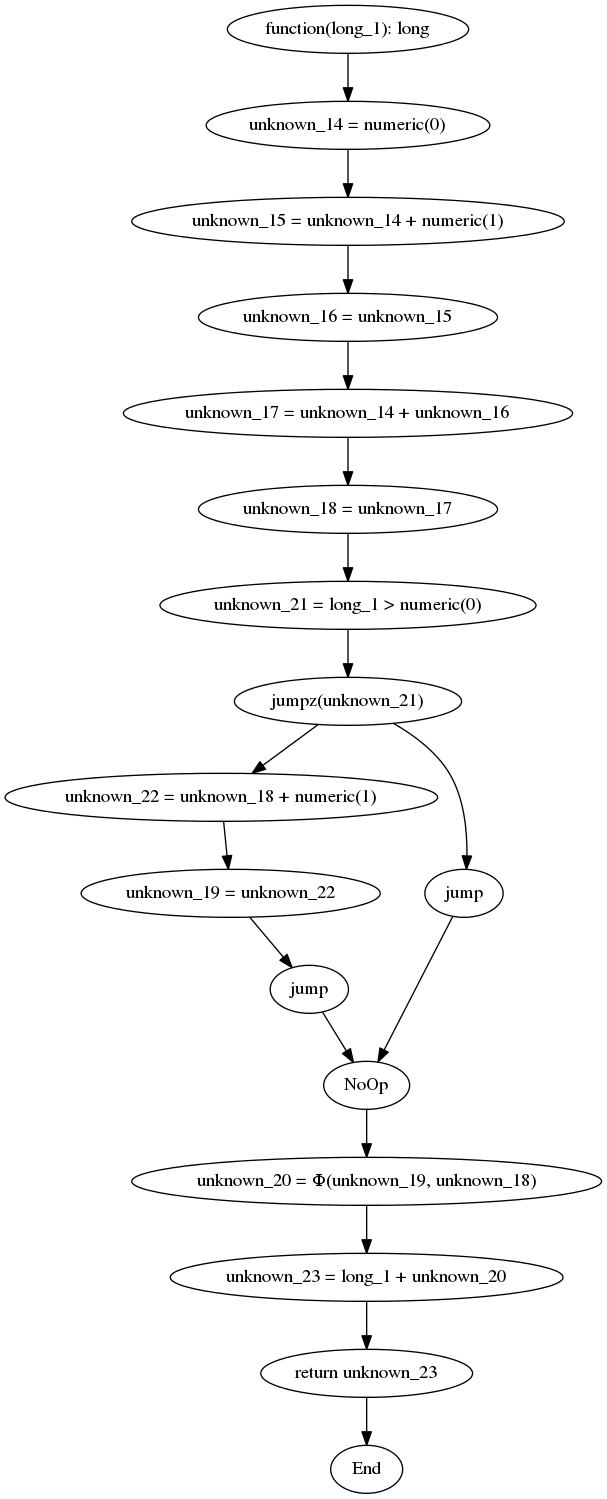 function(long_1): long
unknown_14 = numeric(0)
unknown_15 = unknown_14 + numeric(1)
unknown_16 = unknown_15
unknown_17 = unknown_14 + unknown_16
unknown_18 = unknown_17
unknown_21 = long_1 > numeric(0)
jumpz(unknown_21)
unknown_22 = unknown_18 + numeric(1)
unknown_19 = unknown_22
jump
jump
NoOp
unknown_20 = Φ(unknown_19, unknown_18)
unknown_23 = long_1 + unknown_20
return unknown_23
End